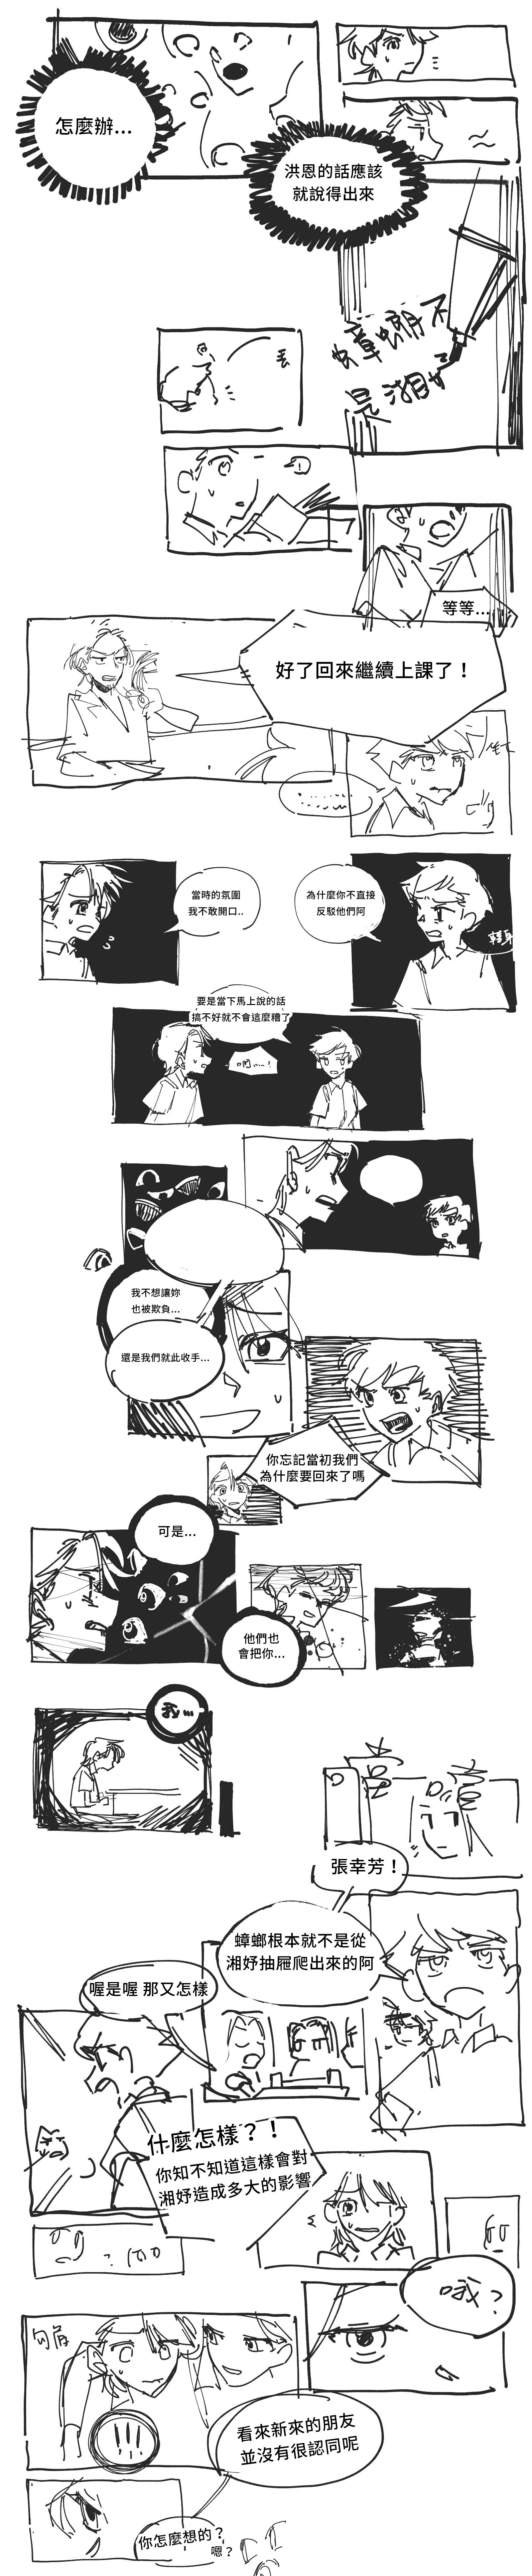 怎麼辦...
洪恩的話應該
就說得出來
蟑螂不
是湘妤
丟
等等...
好了回來繼續上課了！
為什麼你不直接
反駁他們阿
轉身
當時的氛圍
我不敢開口..
要是當下馬上說的話
搞不好就不會這麼糟了
我不想讓妳
也被欺負...
還是我們就此收手...
你忘記當初我們
為什麼要回來了嗎
可是...
他們也
會把你...
我...
噹
噹
張幸芳！
蟑螂根本就不是從
湘妤抽屜爬出來的阿
喔是喔 那又怎樣
什麼怎樣？！
你知不知道這樣會對
湘妤造成多大的影響
哦？
勾肩
!!!
看來新來的朋友
並沒有很認同呢
你怎麼想的？
嗯？